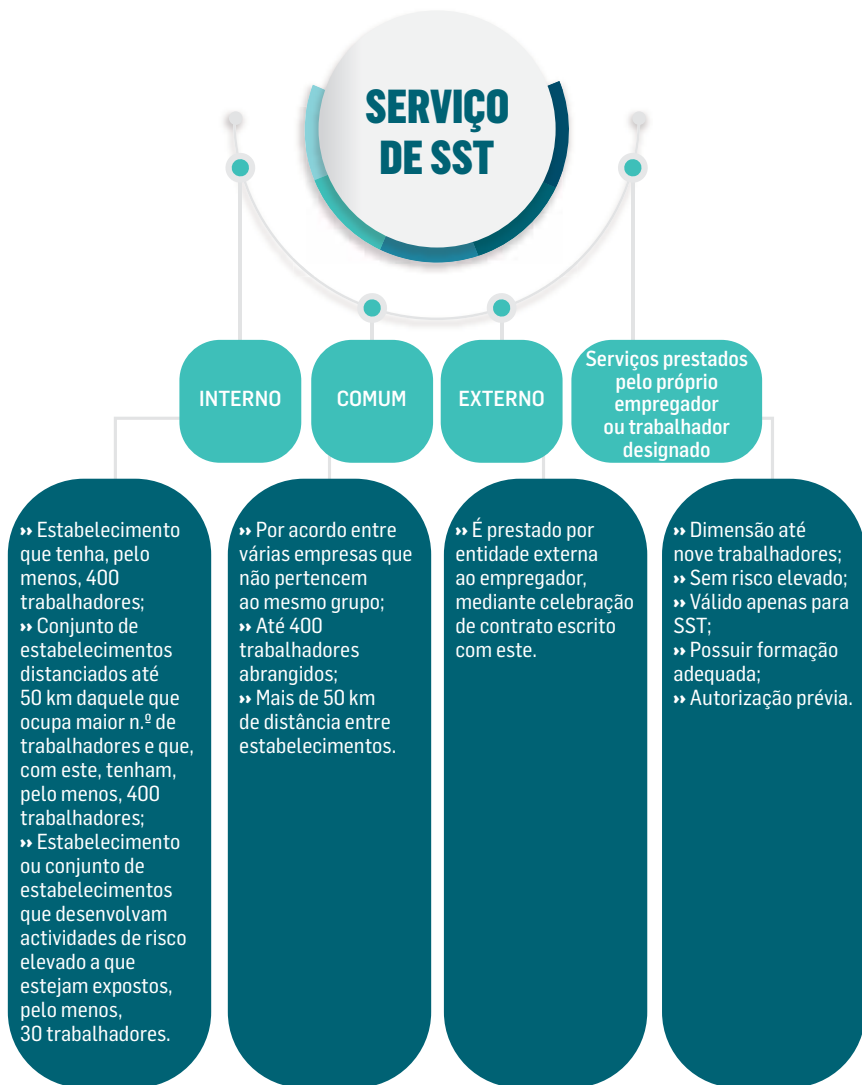 SERVIÇO
DE SST
INTERNO
COMUM
EXTERNO
Serviços prestados
pelo próprio
empregador
ou trabalhador
designado
›› Estabelecimento
que tenha, pelo
menos, 400
trabalhadores;
›› Conjunto de
estabelecimentos
distanciados até
50 km daquele que
ocupa maior n.º de
trabalhadores e que,
com este, tenham,
pelo menos, 400
trabalhadores;
›› Estabelecimento
ou conjunto de
estabelecimentos
que desenvolvam
actividades de risco
elevado a que
estejam expostos,
pelo menos,
30 trabalhadores.
›› Por acordo entre
várias empresas que
não pertencem
ao mesmo grupo;
›› Até 400
trabalhadores
abrangidos;
›› Mais de 50 km
de distância entre
estabelecimentos.
›› É prestado por
entidade externa
ao empregador,
mediante celebração
de contrato escrito
com este.
›› Dimensão até
nove trabalhadores;
›› Sem risco elevado;
›› Válido apenas para
SST;
›› Possuir formação
adequada;
›› Autorização prévia.